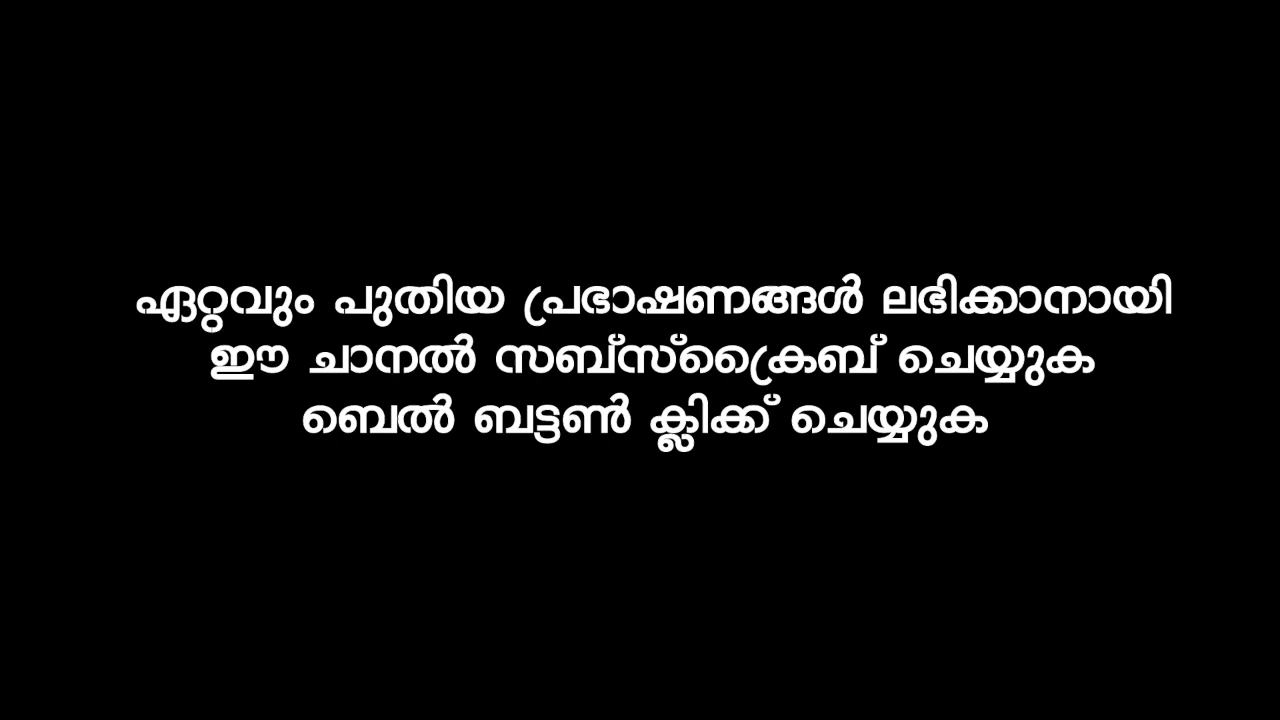 ഏറ്റവും പുതിയ പ്രഭാഷണങ്ങൾ ലഭിക്കാനായി
ഈ ചാനൽ സബ്സ്ക്രൈബ് ചെയ്യുക
ബെൽ ബട്ടൺ ക്ലിക്ക് ചെയ്യുക